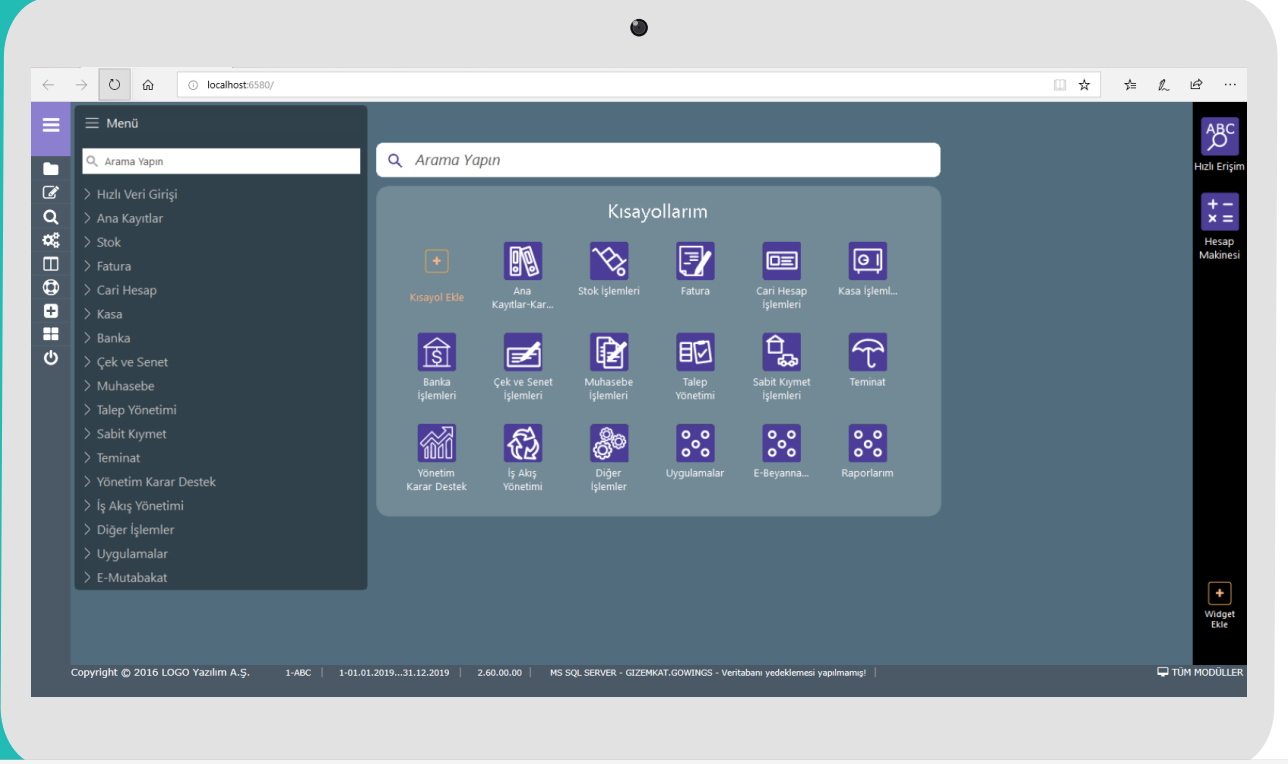 localhost:6580/
Menü
Arama Yapın
Hızlı Veri Girişi
Ana Kayıtlar
Stok
Fatura
Cari Hesap
Kasa
Banka
Çek ve Senet
Muhasebe
Talep Yönetimi
Sabit Kıymet
Teminat
Yönetim Karar Destek
İş Akış Yönetimi
Diğer İşlemler
Uygulamalar
E-Mutabakat
Arama Yapın
Kısayollarım
Kısayol Ekle
Ana
Kayıtlar-Kar...
Stok İşlemleri
Fatura
Cari Hesap
İşlemleri
Kasa İşleml...
Banka
İşlemleri
Çek ve Senet
İşlemleri
Muhasebe
İşlemleri
Talep
Yönetimi
Sabit Kıymet
İşlemleri
Teminat
Yönetim
Karar Destek
İş Akış
Yönetimi
Diğer
İşlemler
Uygulamalar
E-Beyanna...
Raporlarım
ABC
Hızlı Erişim
Hesap
Makinesi
Widget
Ekle
Copyright © 2016 LOGO Yazılım A.Ş. 1-ABC | 1-01.01.2019...31.12.2019 | 2.60.00.00 | MS SQL SERVER - GIZEMKAT.GOWINGS - Veritabanı yedeklemesi yapılmamış! | TÜM MODÜLLER